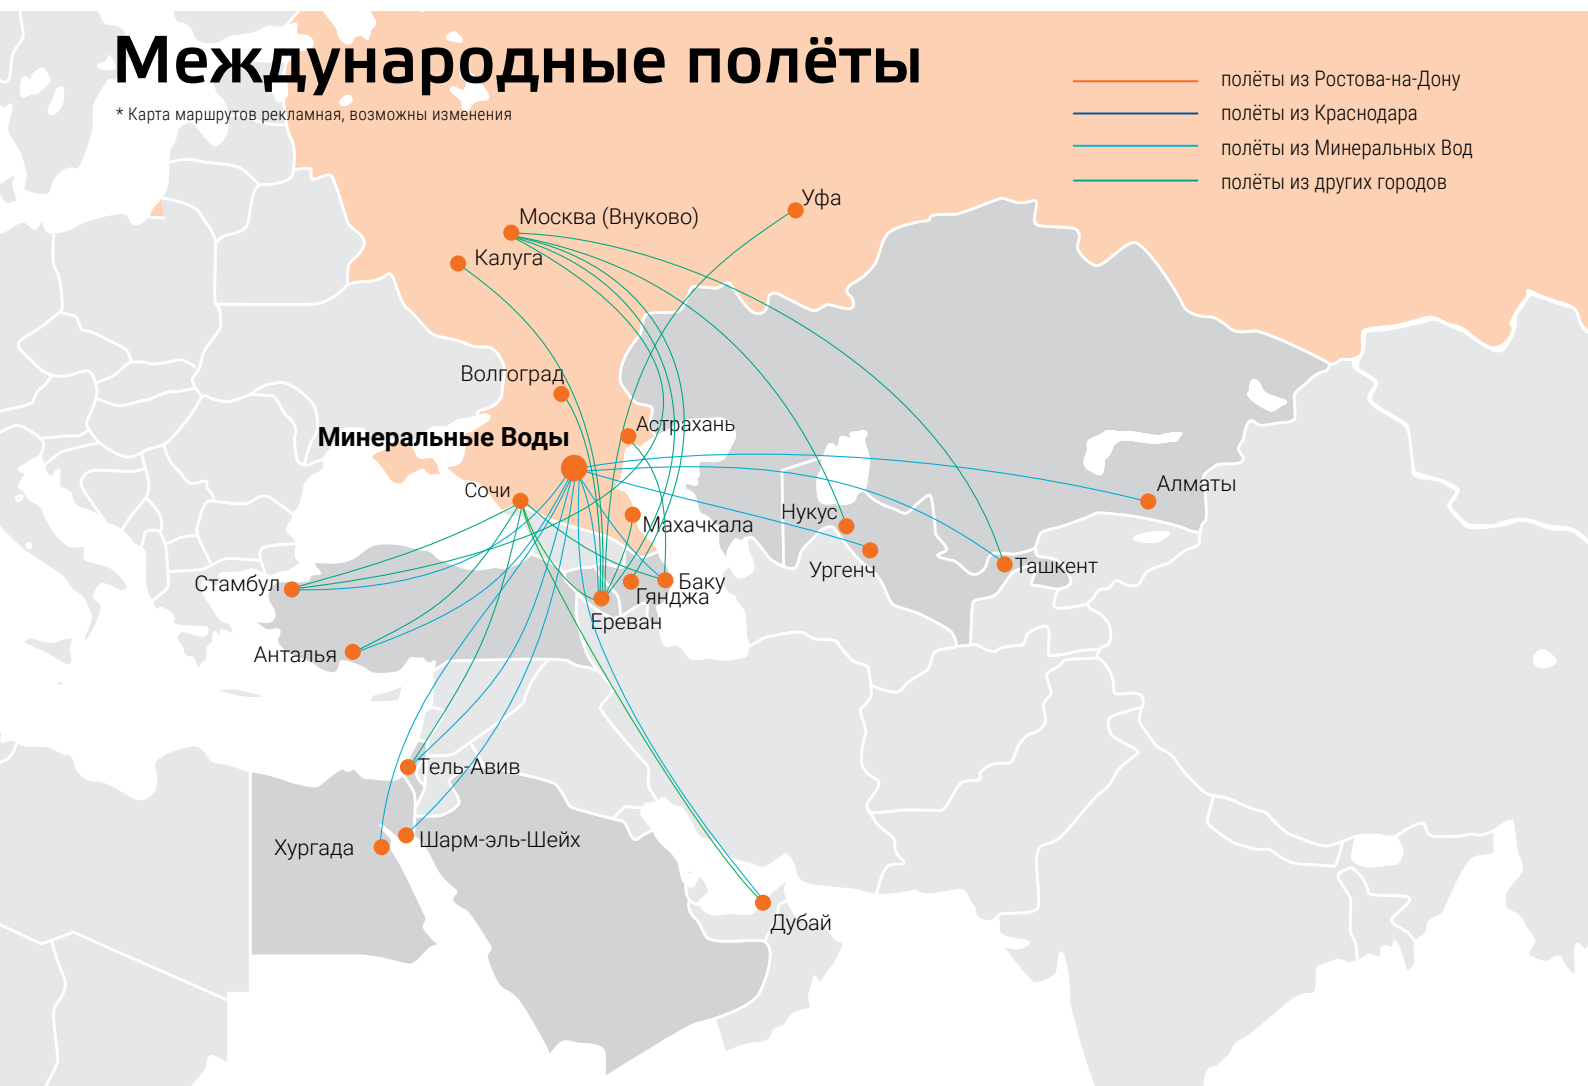 Международные полёты
* Карта маршрутов рекламная, возможны изменения
полёты из Ростова-на-Дону
полёты из Краснодара
полёты из Минеральных Вод
полёты из других городов
Уфа
Москва (Внуково)
Калуга
Волгоград
Астрахань
Минеральные Воды
Сочи
Алматы
Нукус
Махачкала
Ташкент
Ургенч
Стамбул
Баку
Гянджа
Ереван
Анталья
Тель-Авив
Шарм-эль-Шейх
Хургада
Дубай